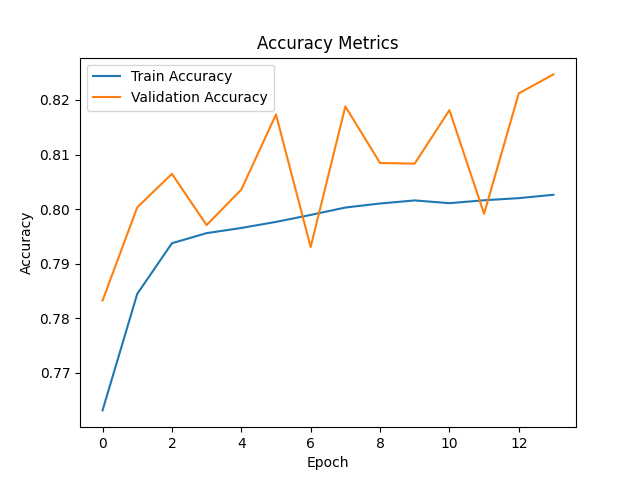 Accuracy Metrics
Train Accuracy
Validation Accuracy
0.82
0.81
0.80
0.79
0.78
0.77
Accuracy
0 2 4 6 8 10 12
Epoch